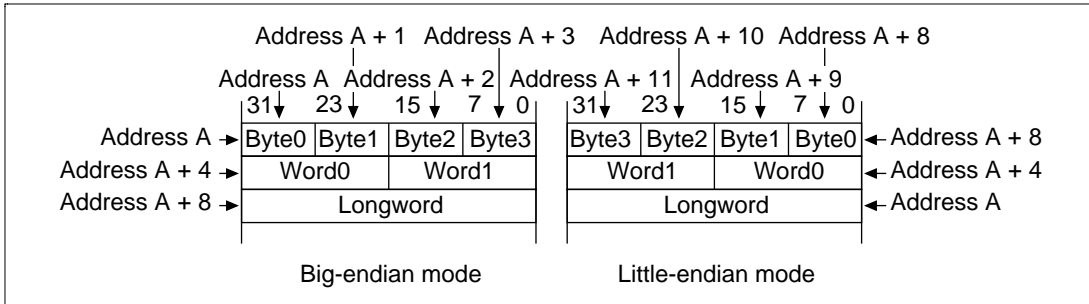 Address A + 1 Address A + 3 Address A + 10 Address A + 8
Address A Address A + 2 Address A + 11 Address A + 9
31 23 15 7 0 31 23 15 7 0
Address A Byte0 Byte1 Byte2 Byte3 Byte3 Byte2 Byte1 Byte0 Address A + 8
Address A + 4 Word0 Word1 Word1 Word0 Address A + 4
Address A + 8 Longword Longword Address A
Big-endian mode Little-endian mode